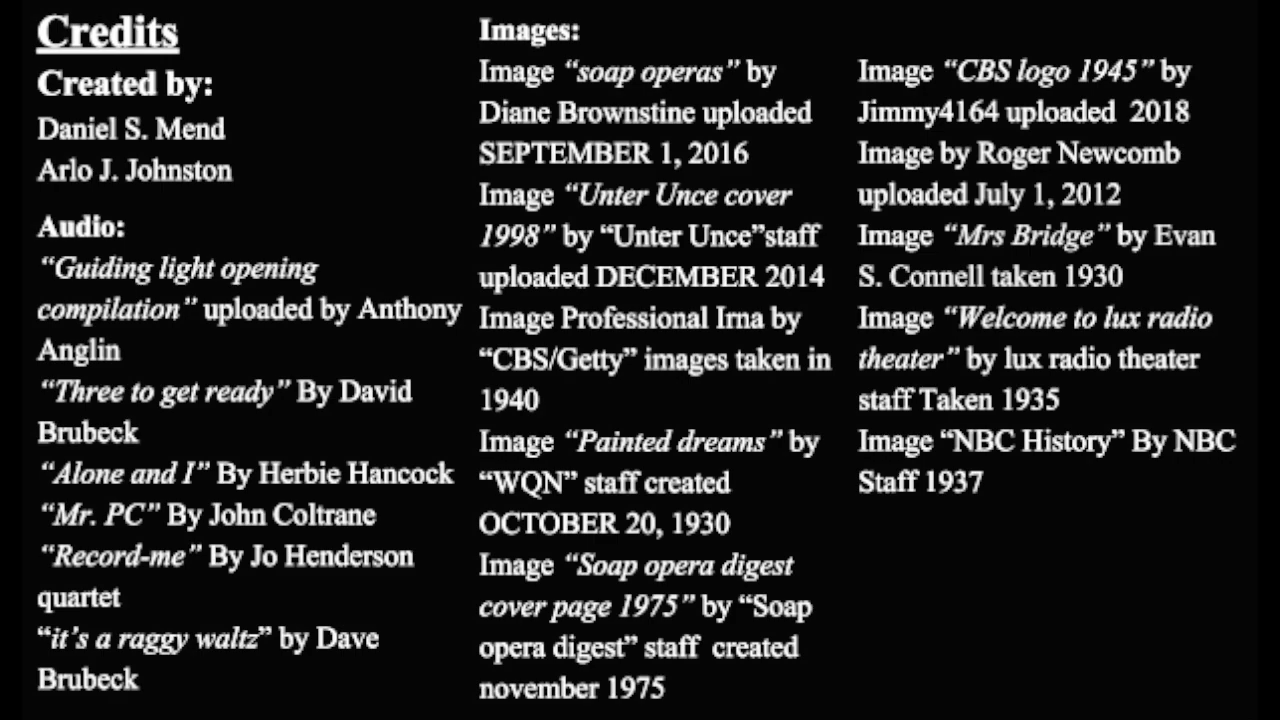 Credits
Created by:
Daniel S. Mend
Arlo J. Johnston
Audio:
“Guiding light opening
compilation” uploaded by Anthony
Anglin
“Three to get ready” By David
Brubeck
“Alone and I” By Herbie Hancock
“Mr. PC” By John Coltrane
“Record-me” By Jo Henderson
quartet
“it’s a raggy waltz” by Dave
Brubeck
Images:
Image “soap operas” by
Diane Brownstine uploaded
SEPTEMBER 1, 2016
Image “Unter Unce cover
1998” by “Unter Unce”staff
uploaded DECEMBER 2014
Image Professional Irna by
“CBS/Getty” images taken in
1940
Image “Painted dreams” by
“WQN” staff created
OCTOBER 20, 1930
Image “Soap opera digest
cover page 1975” by “Soap
opera digest” staff created
november 1975
Image “CBS logo 1945” by
Jimmy4164 uploaded 2018
Image by Roger Newcomb
uploaded July 1, 2012
Image “Mrs Bridge” by Evan
S. Connell taken 1930
Image “Welcome to lux radio
theater” by lux radio theater
staff Taken 1935
Image “NBC History” By NBC
Staff 1937